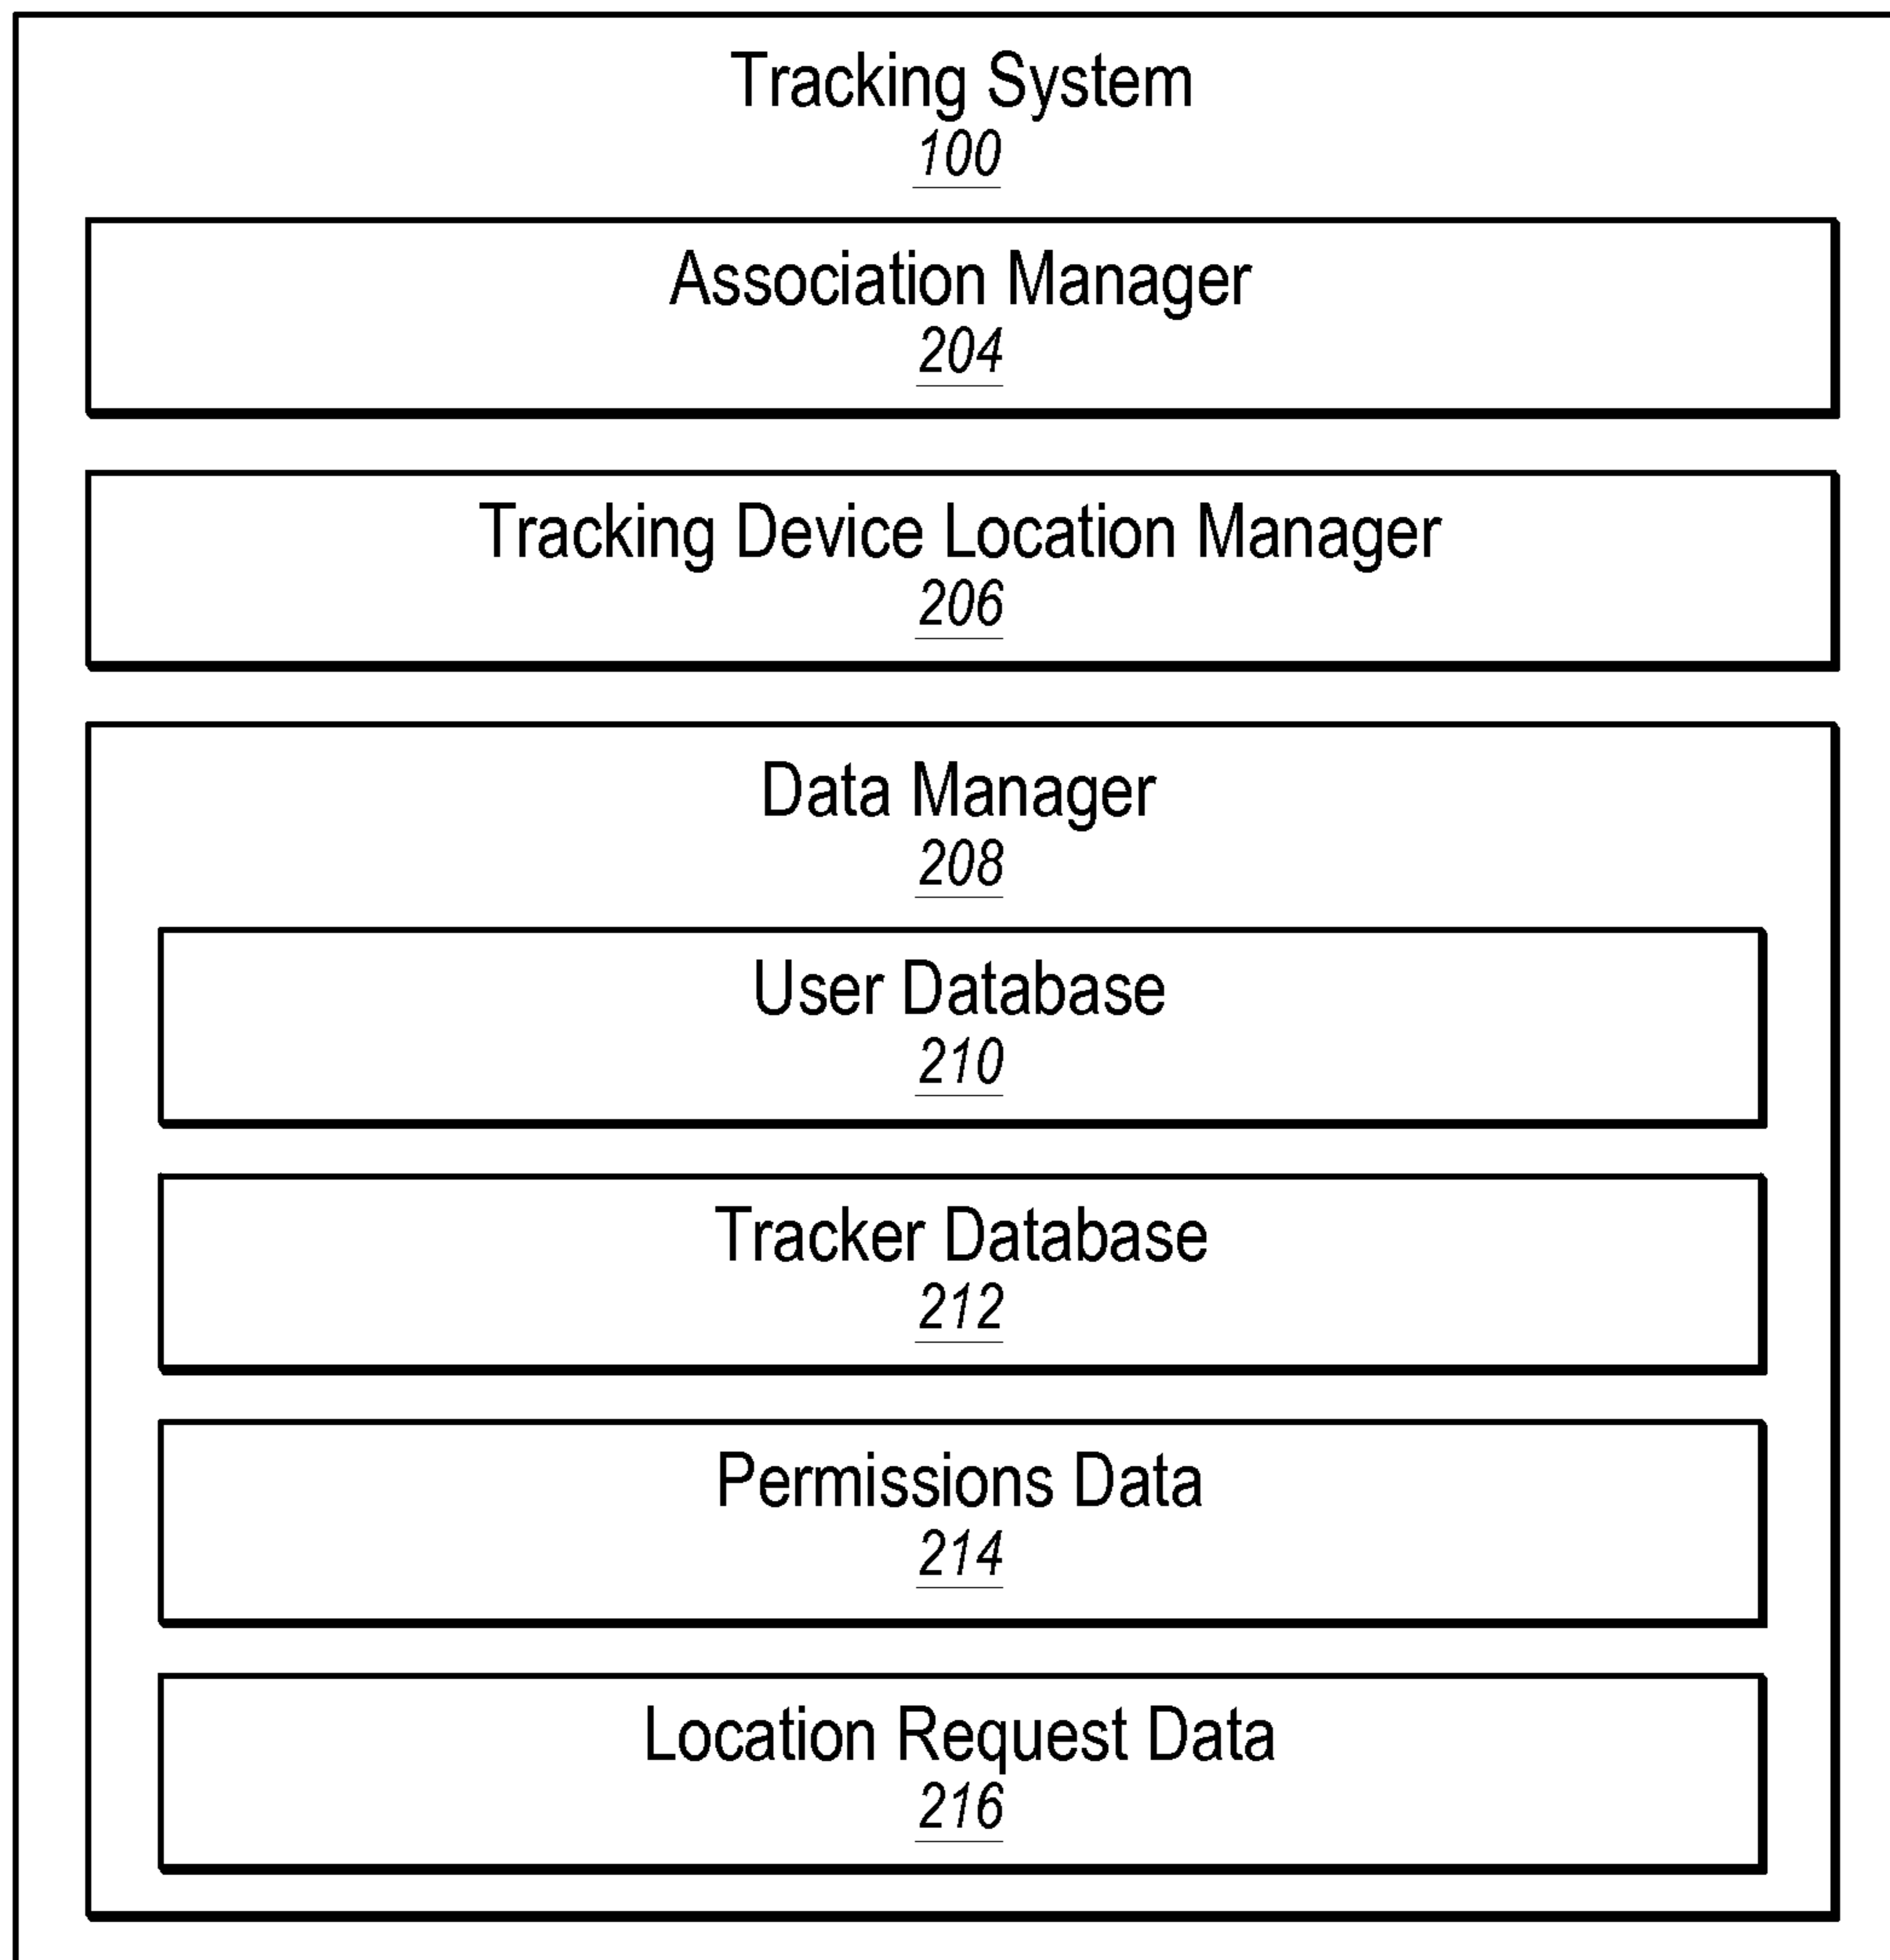 Tracking System
100
Association Manager
204
Tracking Device Location Manager
206
Data Manager
208
User Database
210
Tracker Database
212
Permissions Data
214
Location Request Data
216